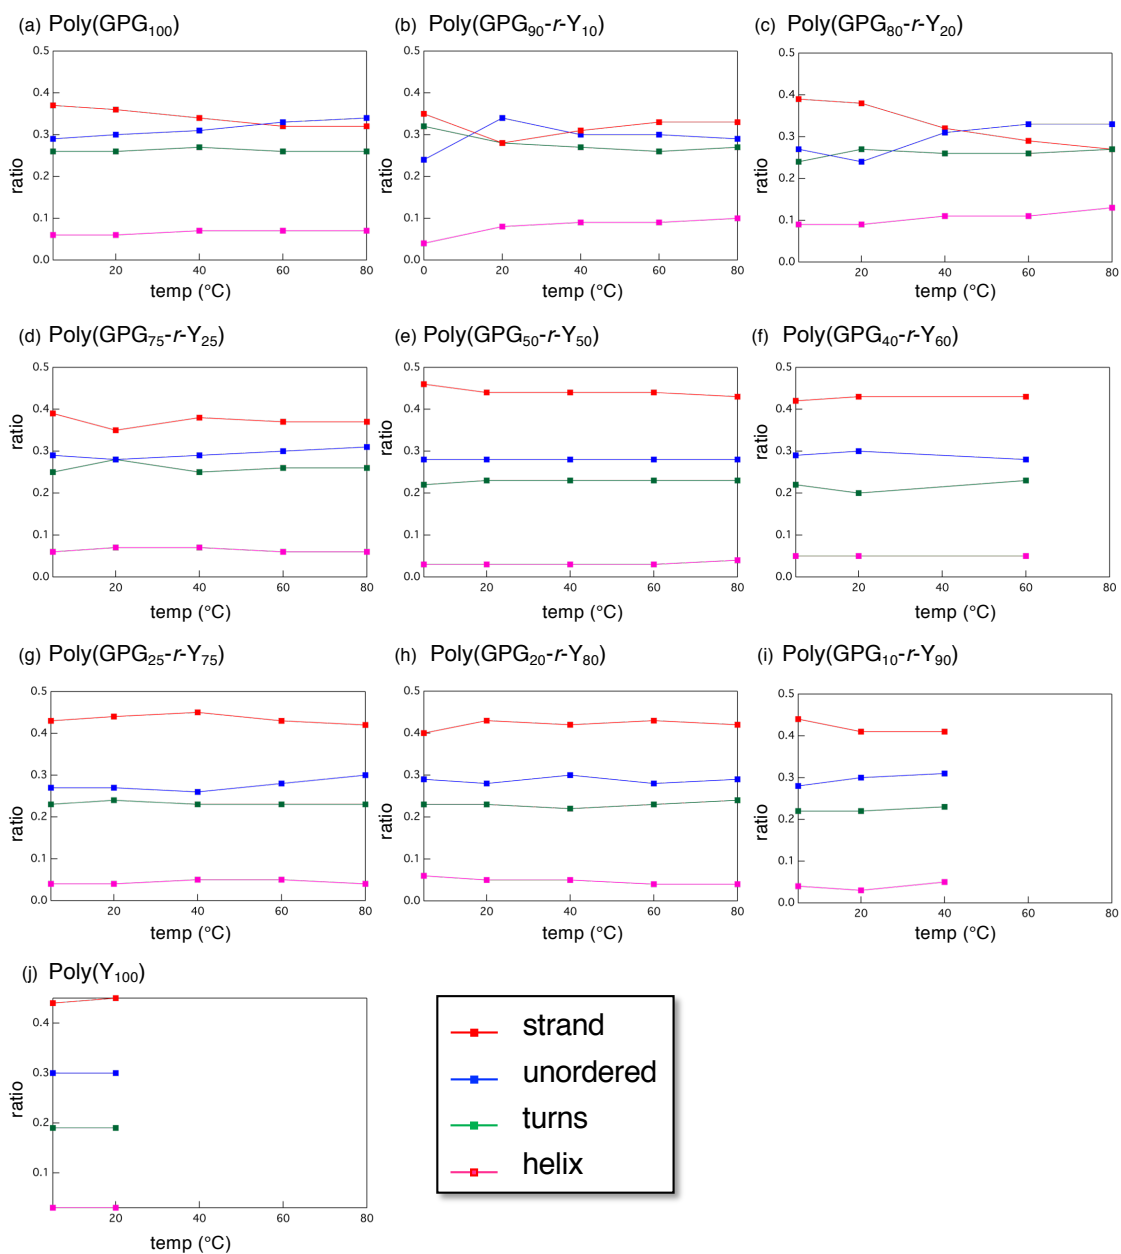 (a) Poly(GPG100)
0.5
0.4
0.3
0.2
0.1
0.0
ratio
20 40 60 80
temp (°C)
(b) Poly(GPG90-r-Y10)
0.5
0.4
0.3
0.2
0.1
0.0
ratio
0 20 40 60 80
temp (°C)
(c) Poly(GPG80-r-Y20)
0.5
0.4
0.3
0.2
0.1
0.0
ratio
20 40 60 80
temp (°C)
(d) Poly(GPG75-r-Y25)
0.5
0.4
0.3
0.2
0.1
0.0
ratio
20 40 60 80
temp (°C)
(e) Poly(GPG50-r-Y50)
0.5
0.4
0.3
0.2
0.1
0.0
ratio
20 40 60 80
temp (°C)
(f) Poly(GPG40-r-Y60)
0.5
0.4
0.3
0.2
0.1
0.0
ratio
20 40 60 80
temp (°C)
(g) Poly(GPG25-r-Y75)
0.5
0.4
0.3
0.2
0.1
0.0
ratio
20 40 60 80
temp (°C)
(h) Poly(GPG20-r-Y80)
0.5
0.4
0.3
0.2
0.1
0.0
ratio
20 40 60 80
temp (°C)
(i) Poly(GPG10-r-Y90)
0.5
0.4
0.3
0.2
0.1
0.0
ratio
20 40 60 80
temp (°C)
(j) Poly(Y100)
0.4
0.3
0.2
0.1
ratio
20 40 60 80
temp (°C)
strand
unordered
turns
helix